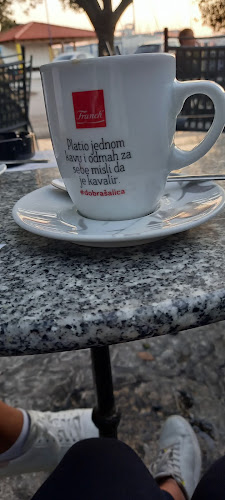 Franck
Platio jednom
kavu i odmah za
sebe misli da
je kavalir.
#dobrašalica